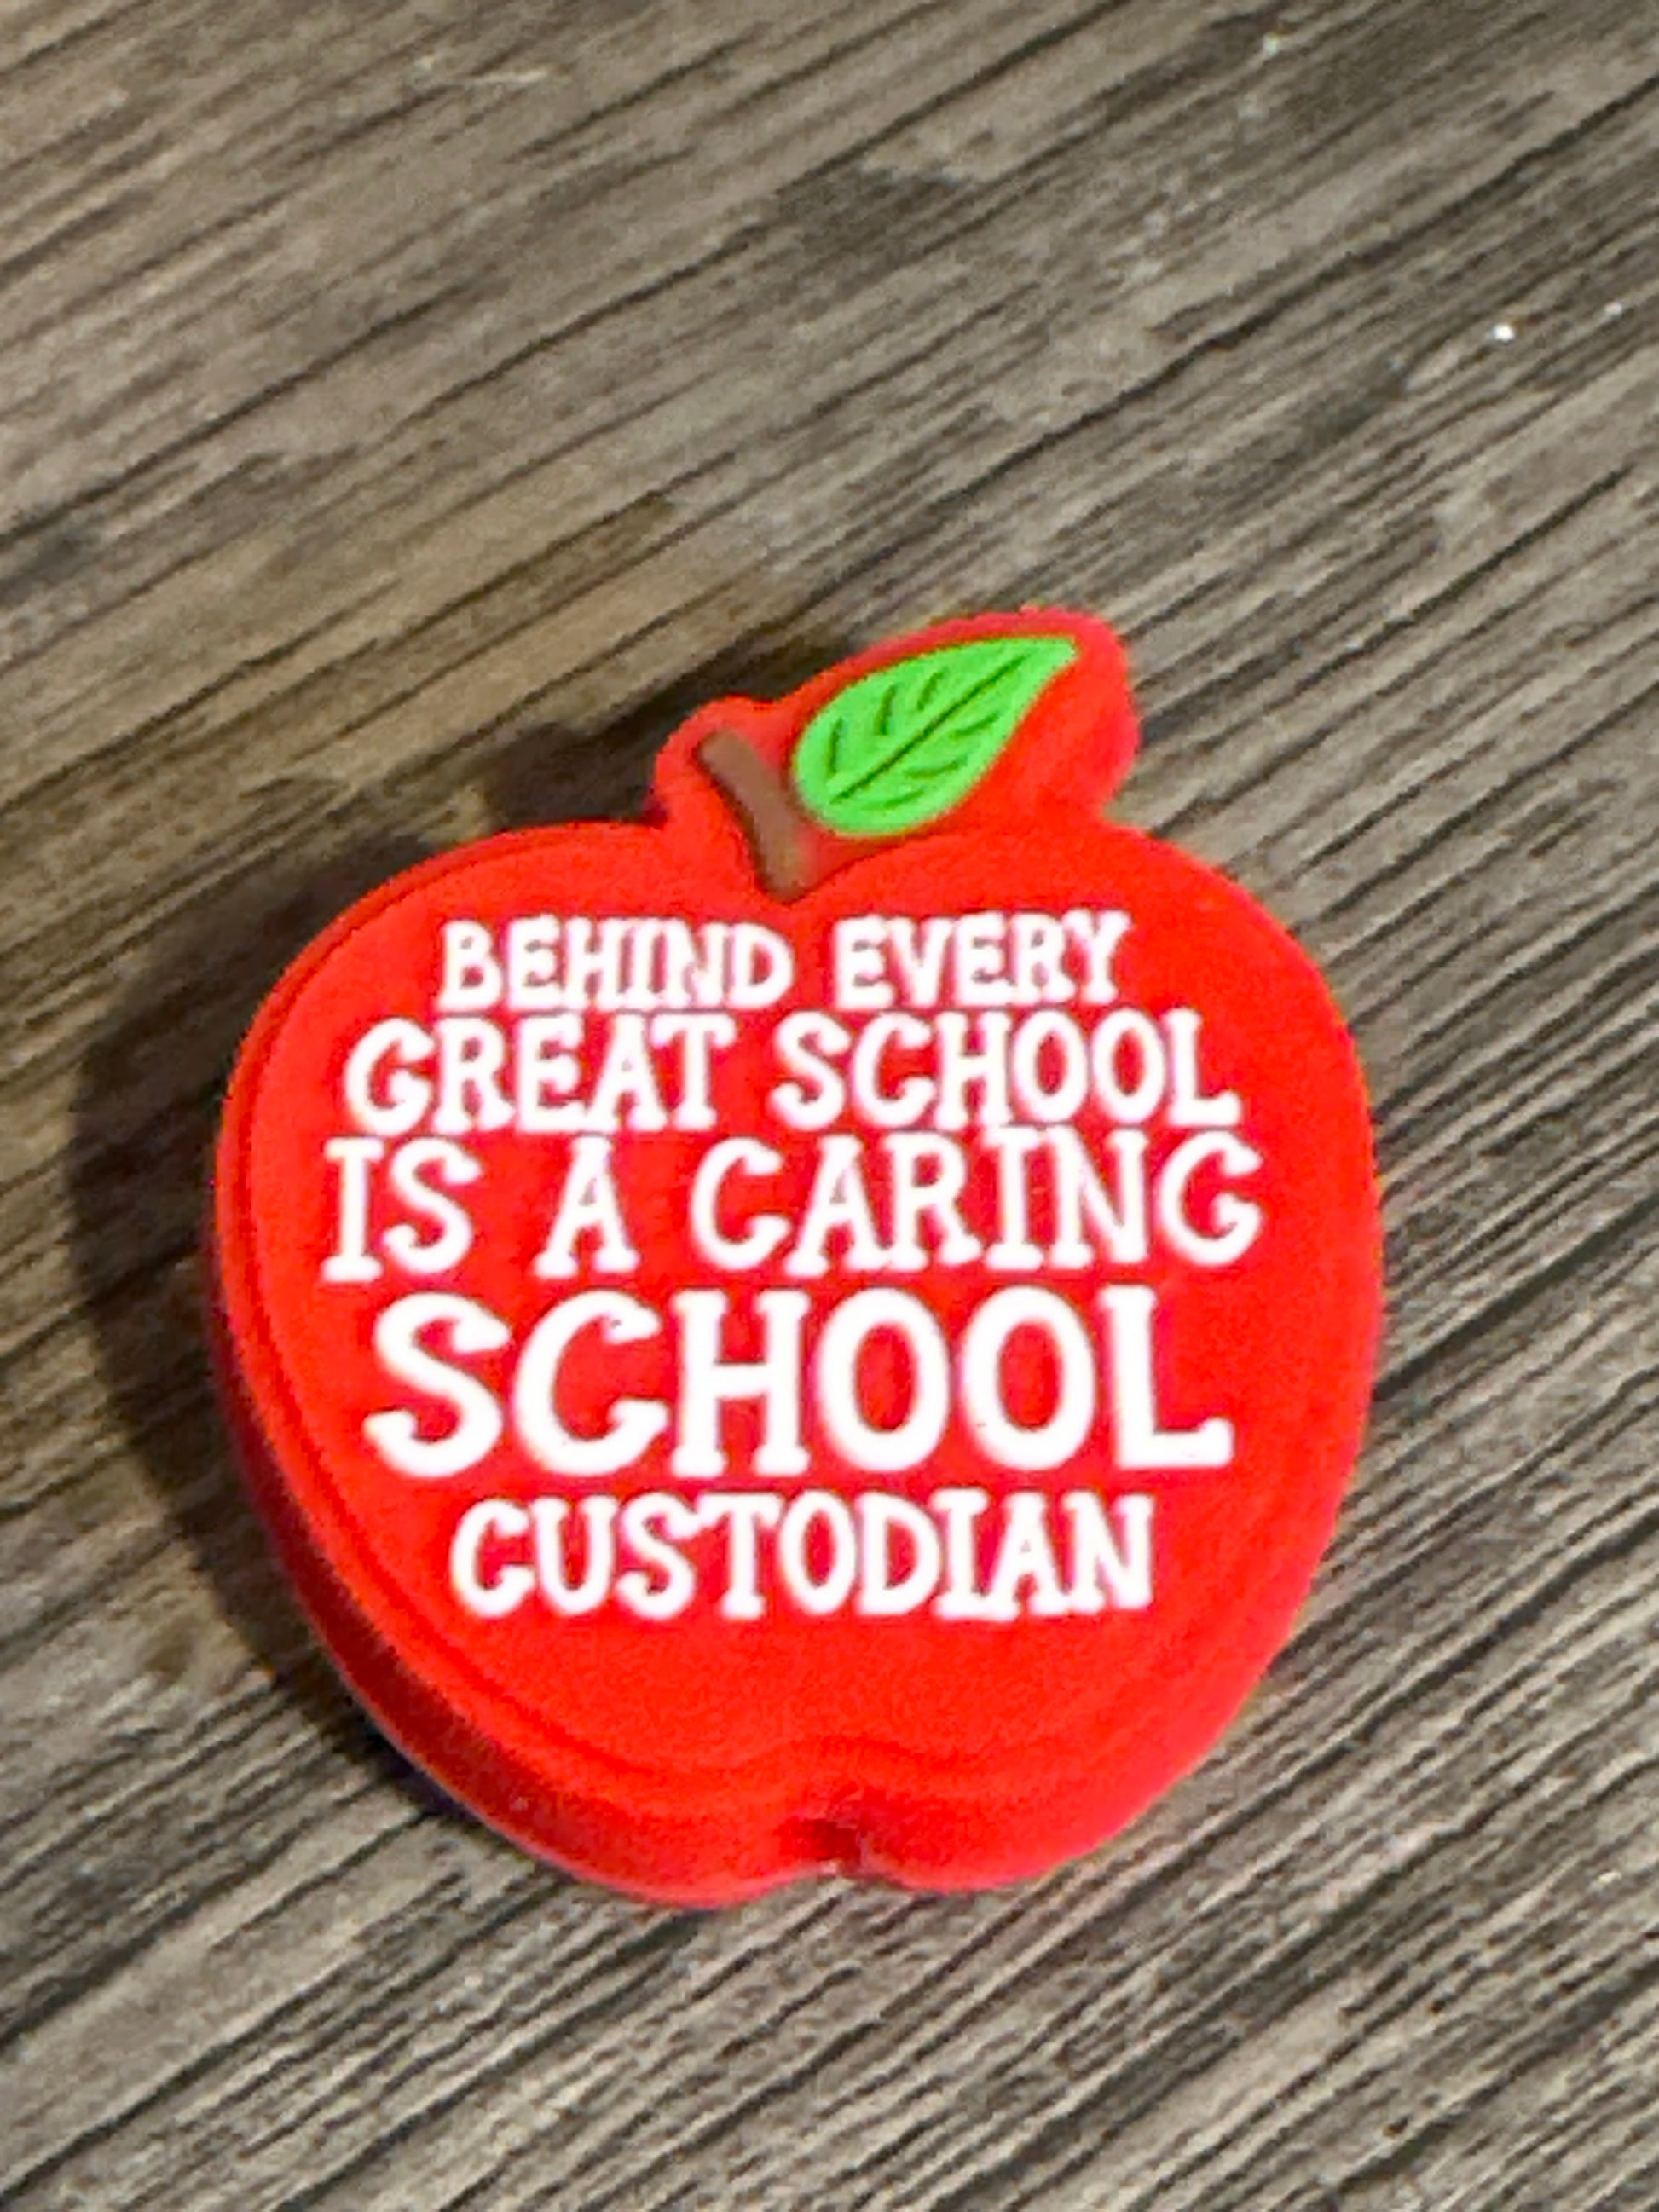 BEHIND EVERY
GREAT SCHOOL
IS A CARING
SCHOOL
CUSTODIAN